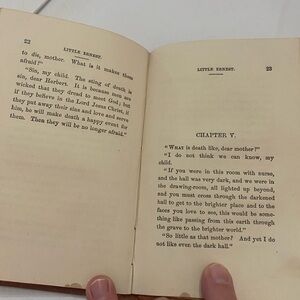 22
LITTLE ERNEST.
to die, mother. What is it makes them
afraid?"
"Sin, my child. The sting of death is
sin, dear Herbert. It is because men are
wicked that they dread to meet God; but
if they believe in the Lord Jesus Christ, if
they put away their sins and love and serve
him, he will make death a happy event for
them. Then they will be no longer afraid."
LITTLE ERNEST.
23
CHAPTER V.
"WHAT is death like, dear mother?"
"I do not think we can know, my
child.
"If you were in this room with nurse,
and the hall was very dark, and we were in
the drawing-room, all lighted up beyond,
and you must cross through the darkened
hall to get to the brighter place and to the
faces you love to see, this would be some-
thing like passing from this earth through
the grave to the brighter world."
"So little as that mother? And yet I do
not like even the dark hall."